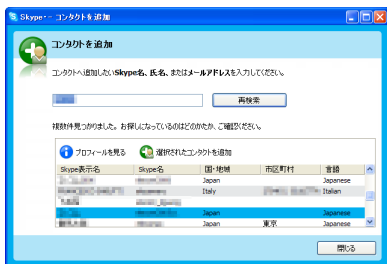 Skype™ - コンタクトを追加
コンタクトを追加
コンタクトへ追加したいSkype名、氏名、またはメールアドレスを入力してください。
再検索
複数件見つかりました。お探しになっているのはどのかたか、ご確認ください。
プロフィールを見る 選択されたコンタクトを追加
Skype表示名 Skype名 国・地域 市区町村 言語
Japan Japanese
Italy Italian
Japan Japanese
Japan 東京 Japanese
閉じる